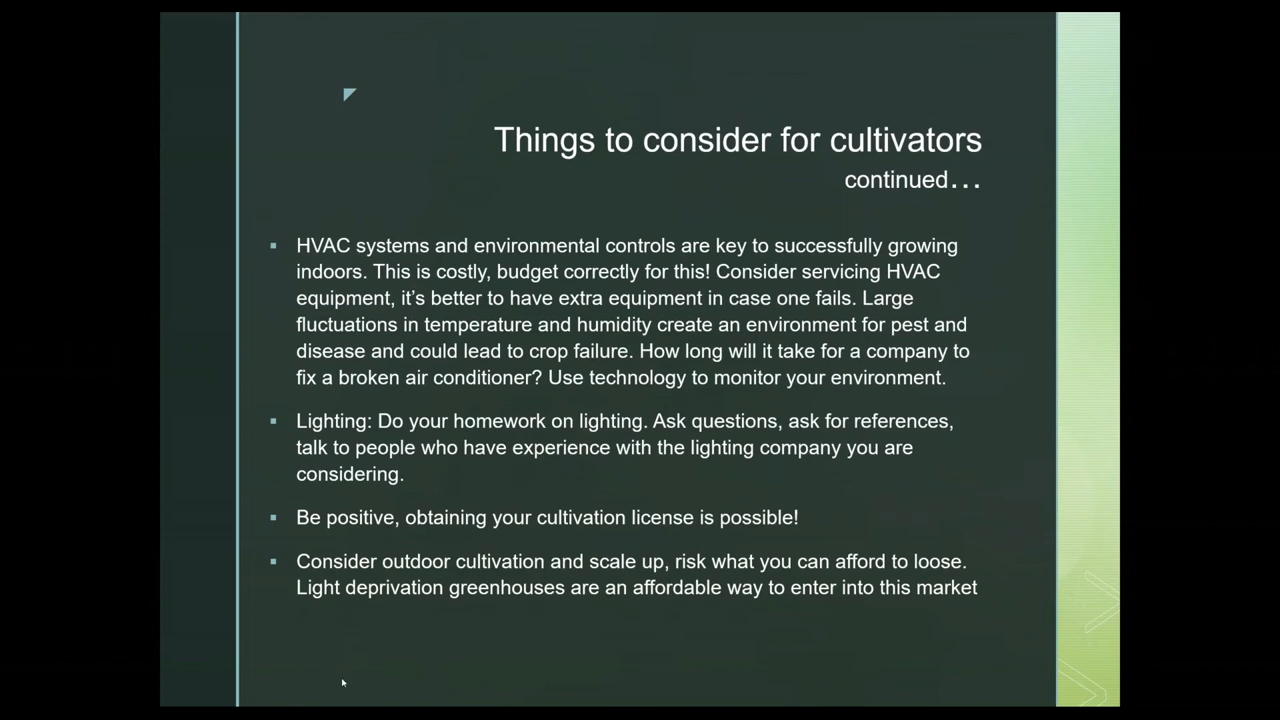 Things to consider for cultivators
continued...
▪ HVAC systems and environmental controls are key to successfully growing
indoors. This is costly, budget correctly for this! Consider servicing HVAC
equipment, it’s better to have extra equipment in case one fails. Large
fluctuations in temperature and humidity create an environment for pest and
disease and could lead to crop failure. How long will it take for a company to
fix a broken air conditioner? Use technology to monitor your environment.
▪ Lighting: Do your homework on lighting. Ask questions, ask for references,
talk to people who have experience with the lighting company you are
considering.
▪ Be positive, obtaining your cultivation license is possible!
▪ Consider outdoor cultivation and scale up, risk what you can afford to loose.
Light deprivation greenhouses are an affordable way to enter into this market